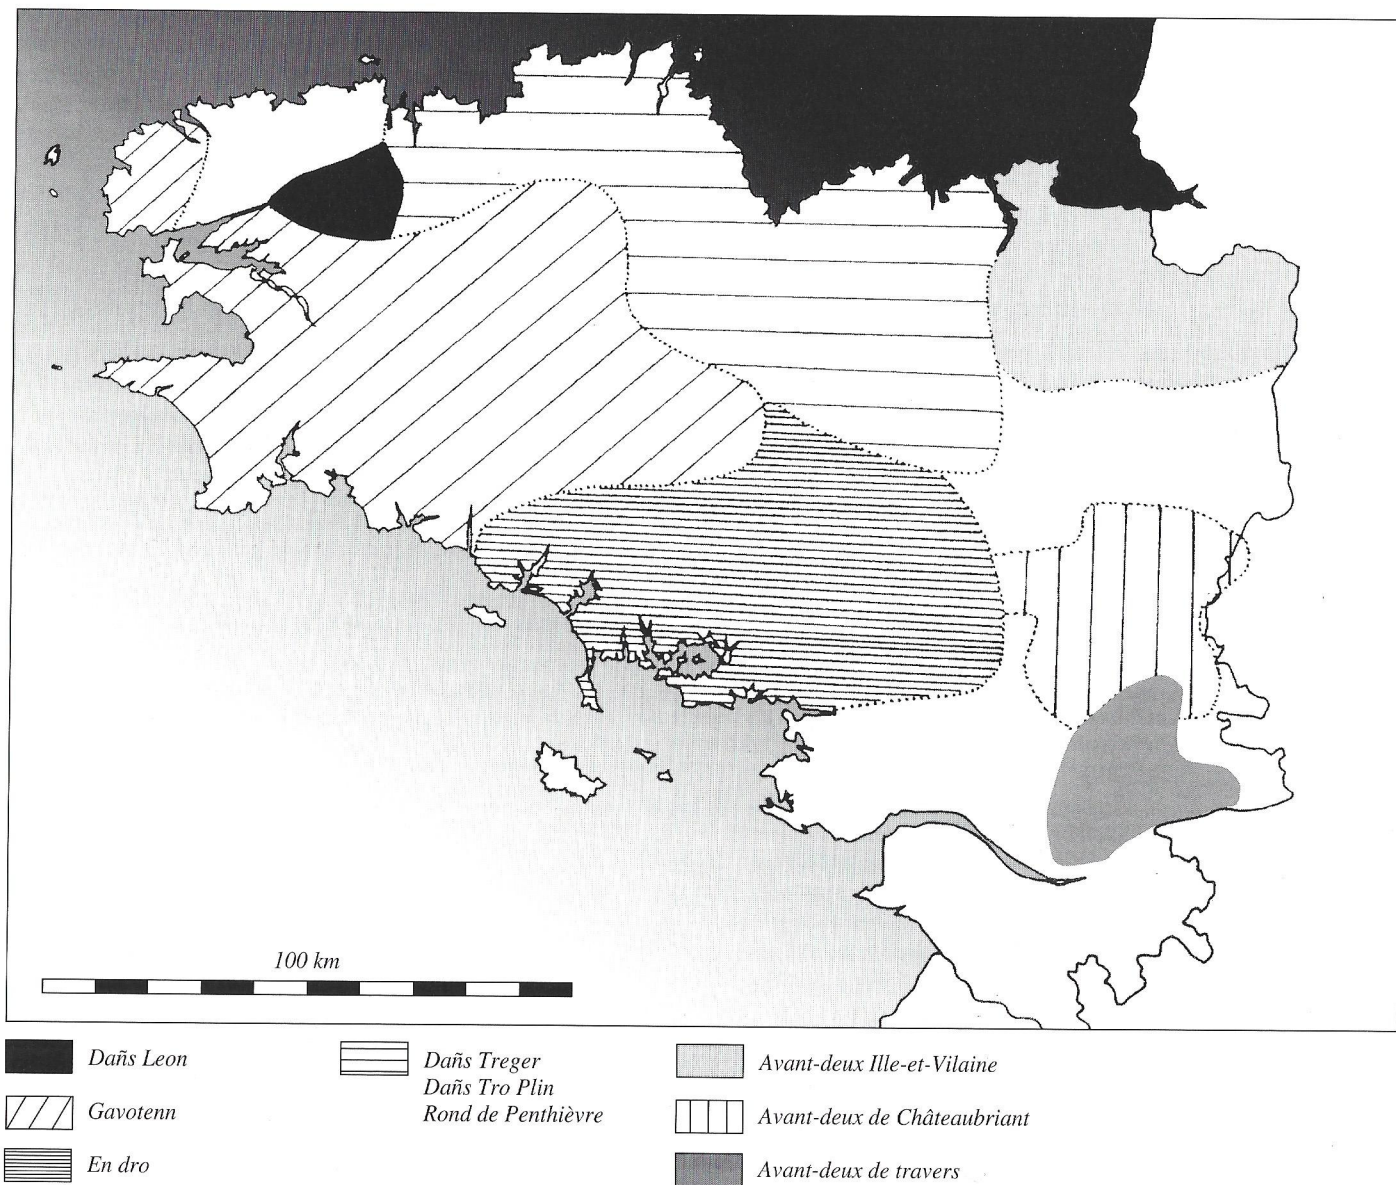 100 km
Dañs Leon
Gavotenn
En dro
Dañs Treger
Dañs Tro Plin
Rond de Penthièvre
Avant-deux Ille-et-Vilaine
Avant-deux de Châteaubriant
Avant-deux de travers